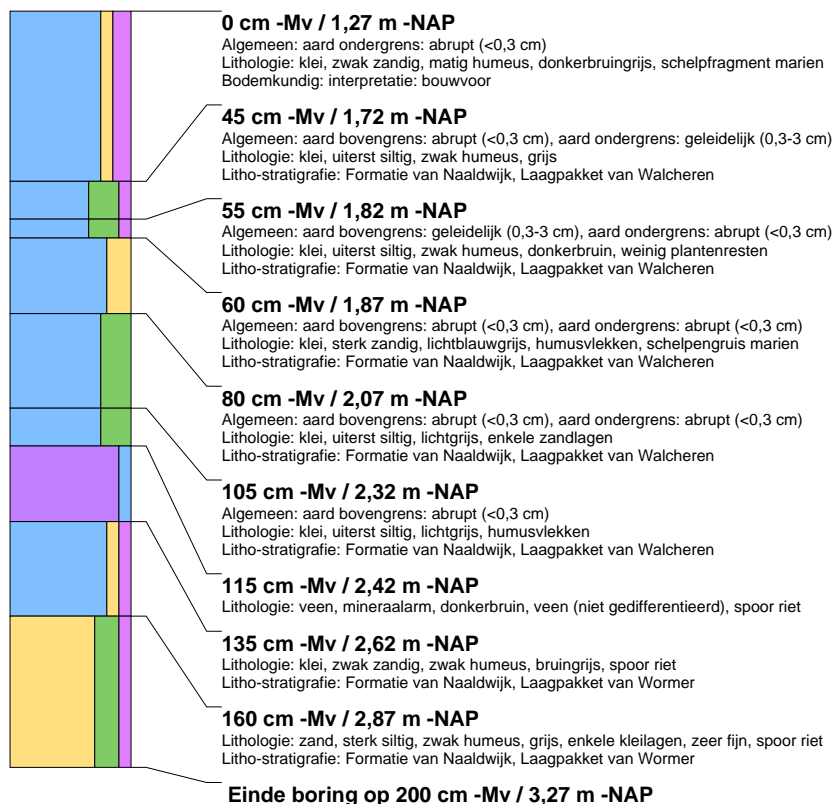 0 cm -Mv / 1,27 m -NAP
Algemeen: aard ondergrens: abrupt (<0,3 cm)
Lithologie: klei, zwak zandig, matig humeus, donkerbruingrijs, schelpfragment marien
Bodemkundig: interpretatie: bouwvoor
45 cm -Mv / 1,72 m -NAP
Algemeen: aard bovengrens: abrupt (<0,3 cm), aard ondergrens: geleidelijk (0,3-3 cm)
Lithologie: klei, uiterst siltig, zwak humeus, grijs
Litho-stratigrafie: Formatie van Naaldwijk, Laagpakket van Walcheren
55 cm -Mv / 1,82 m -NAP
Algemeen: aard bovengrens: geleidelijk (0,3-3 cm), aard ondergrens: abrupt (<0,3 cm)
Lithologie: klei, uiterst siltig, zwak humeus, donkerbruin, weinig plantenresten
Litho-stratigrafie: Formatie van Naaldwijk, Laagpakket van Walcheren
60 cm -Mv / 1,87 m -NAP
Algemeen: aard bovengrens: abrupt (<0,3 cm), aard ondergrens: abrupt (<0,3 cm)
Lithologie: klei, sterk zandig, lichtblauwgrijs, humusvlekken, schelpengruis marien
Litho-stratigrafie: Formatie van Naaldwijk, Laagpakket van Walcheren
80 cm -Mv / 2,07 m -NAP
Algemeen: aard bovengrens: abrupt (<0,3 cm), aard ondergrens: abrupt (<0,3 cm)
Lithologie: klei, uiterst siltig, lichtgrijs, enkele zandlagen
Litho-stratigrafie: Formatie van Naaldwijk, Laagpakket van Walcheren
105 cm -Mv / 2,32 m -NAP
Algemeen: aard bovengrens: abrupt (<0,3 cm)
Lithologie: klei, uiterst siltig, lichtgrijs, humusvlekken
Litho-stratigrafie: Formatie van Naaldwijk, Laagpakket van Walcheren
115 cm -Mv / 2,42 m -NAP
Lithologie: veen, mineraalarm, donkerbruin, veen (niet gedifferentieerd), spoor riet
135 cm -Mv / 2,62 m -NAP
Lithologie: klei, zwak zandig, zwak humeus, bruingrijs, spoor riet
Litho-stratigrafie: Formatie van Naaldwijk, Laagpakket van Wormer
160 cm -Mv / 2,87 m -NAP
Lithologie: zand, sterk siltig, zwak humeus, grijs, enkele kleilagen, zeer fijn, spoor riet
Litho-stratigrafie: Formatie van Naaldwijk, Laagpakket van Wormer
Einde boring op 200 cm -Mv / 3,27 m -NAP